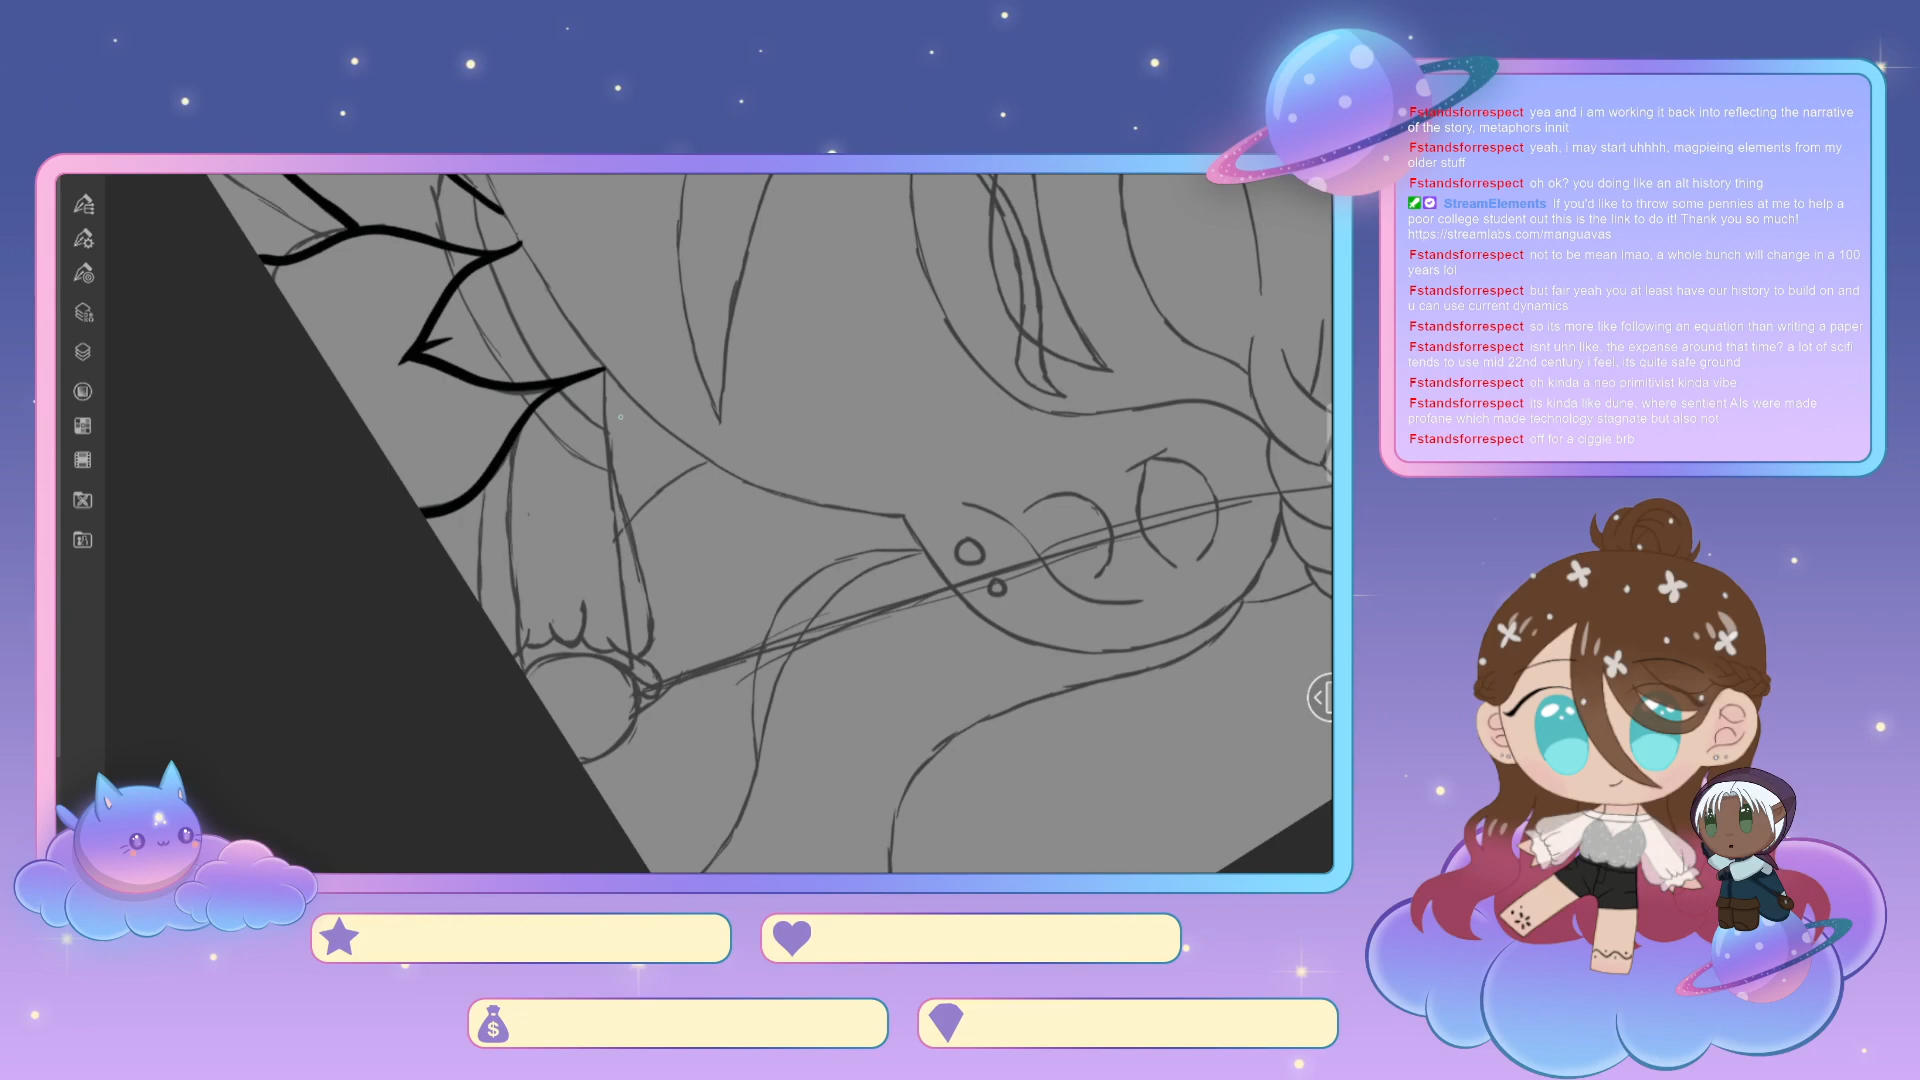 Fstandsforrespect yea and i am working it back into reflecting the narrative
of the story, metaphors innit
Fstandsforrespect yeah, i may start uhhhh, magpieing elements from my
older stuff
Fstandsforrespect oh ok? you doing like an alt history thing
StreamElements If you'd like to throw some pennies at me to help a
poor college student out this is the link to do it! Thank you so much!
https://streamlabs.com/manguavas
Fstandsforrespect not to be mean lmao, a whole bunch will change in a 100
years lol
Fstandsforrespect but fair yeah you at least have our history to build on and
u can use current dynamics
Fstandsforrespect so its more like following an equation than writing a paper
Fstandsforrespect isnt uhh like, the expanse around that time? a lot of scifi
tends to use mid 22nd century i feel, its quite safe ground
Fstandsforrespect oh kinda a neo primitivist kinda vibe
Fstandsforrespect its kinda like dune, where sentient AIs were made
profane which made technology stagnate but also not
Fstandsforrespect off for a ciggie brb